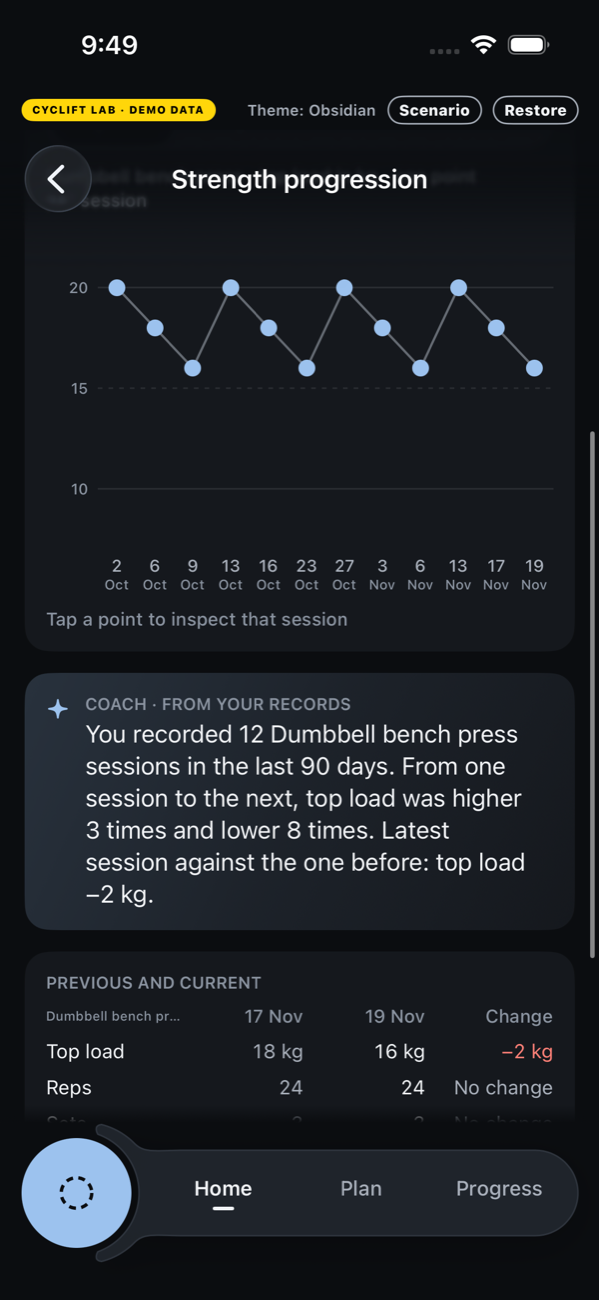 9:49
CYCLIFT LAB · DEMO DATA
Theme: Obsidian
Scenario
Restore
Strength progression
session
20
15
10
2 Oct
6 Oct
9 Oct
13 Oct
16 Oct
23 Oct
27 Oct
3 Nov
6 Nov
13 Nov
17 Nov
19 Nov
Tap a point to inspect that session
COACH · FROM YOUR RECORDS
You recorded 12 Dumbbell bench press
sessions in the last 90 days. From one
session to the next, top load was higher
3 times and lower 8 times. Latest
session against the one before: top load
−2 kg.
PREVIOUS AND CURRENT
Dumbbell bench pr... 17 Nov 19 Nov Change
Top load 18 kg 16 kg −2 kg
Reps 24 24 No change
Home
Plan
Progress